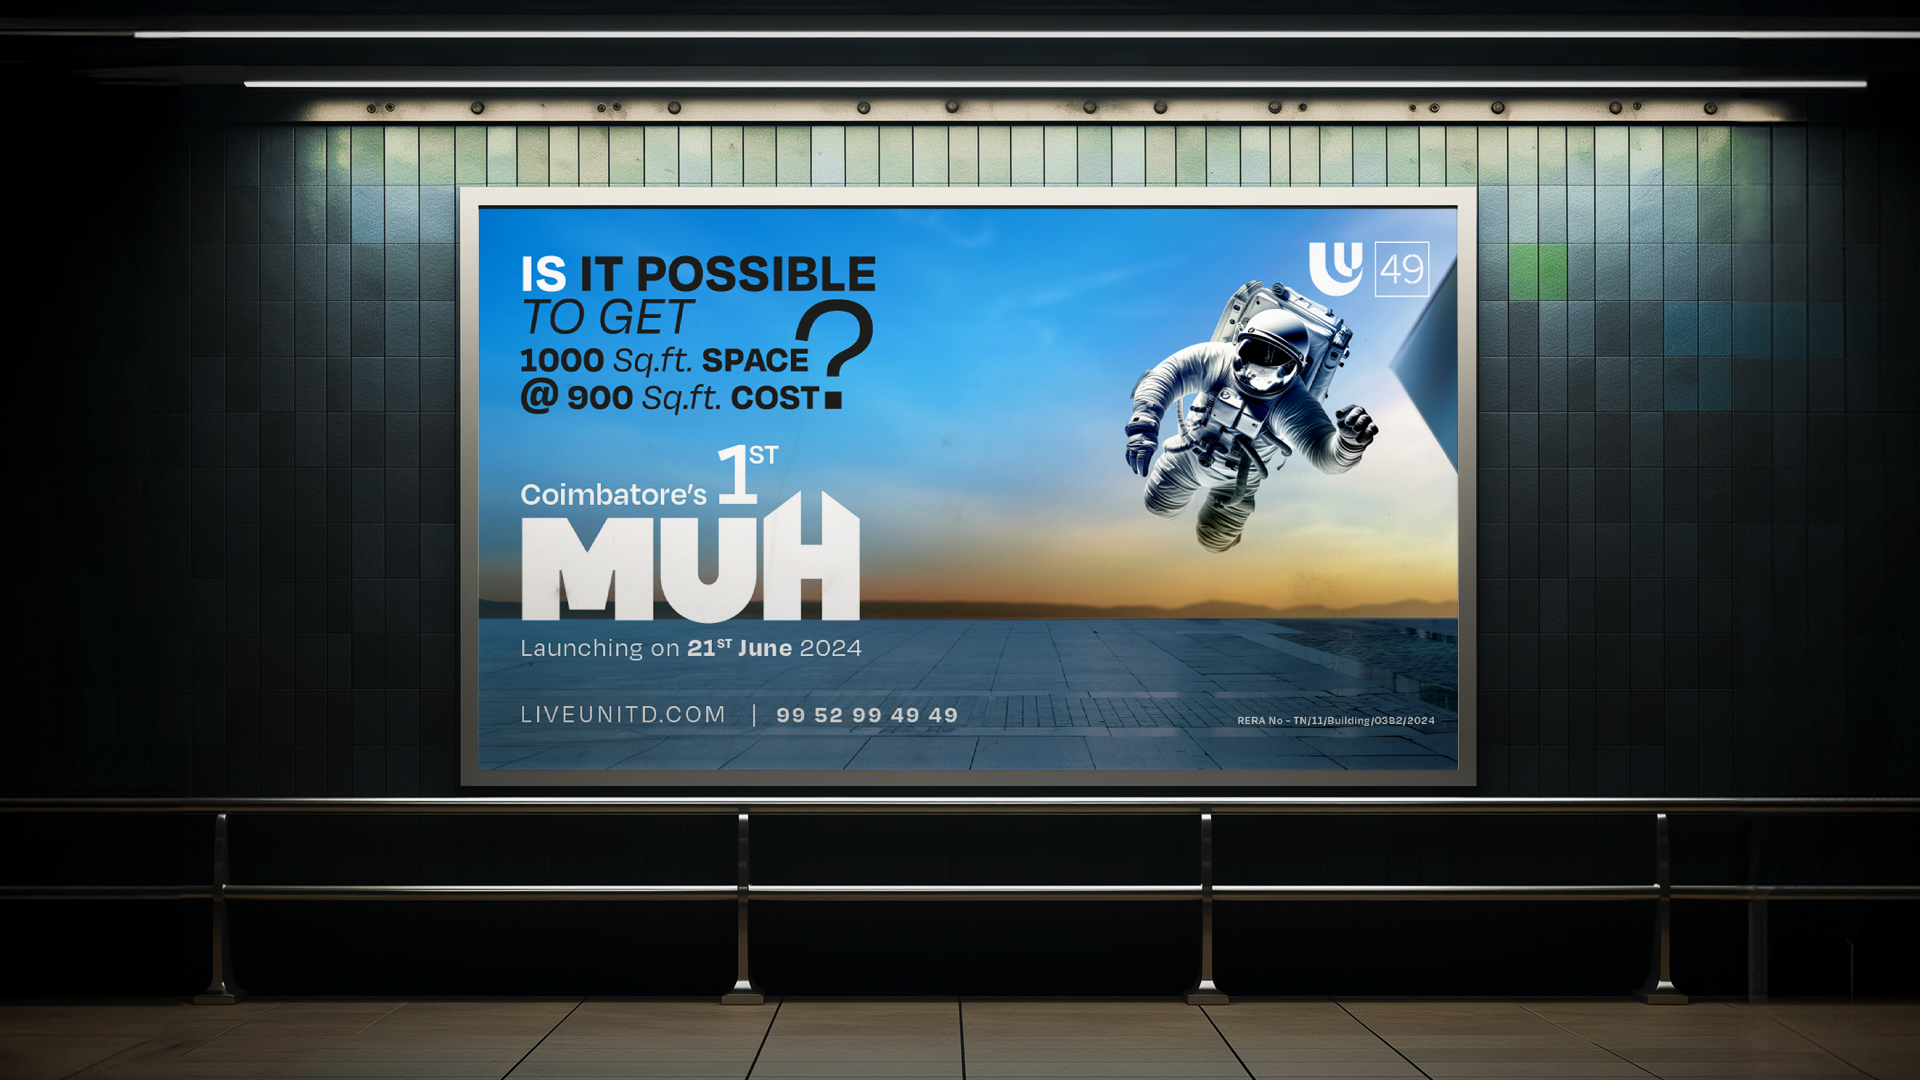 IS IT POSSIBLE
TO GET
1000 Sq.ft. SPACE
@ 900 Sq.ft. COST?
Coimbatore's 1ST
MUH
Launching on 21ST June 2024
LIVEUNITD.COM | 99 52 99 49 49
U 49
RERA No - TN/11/Building/0382/2024